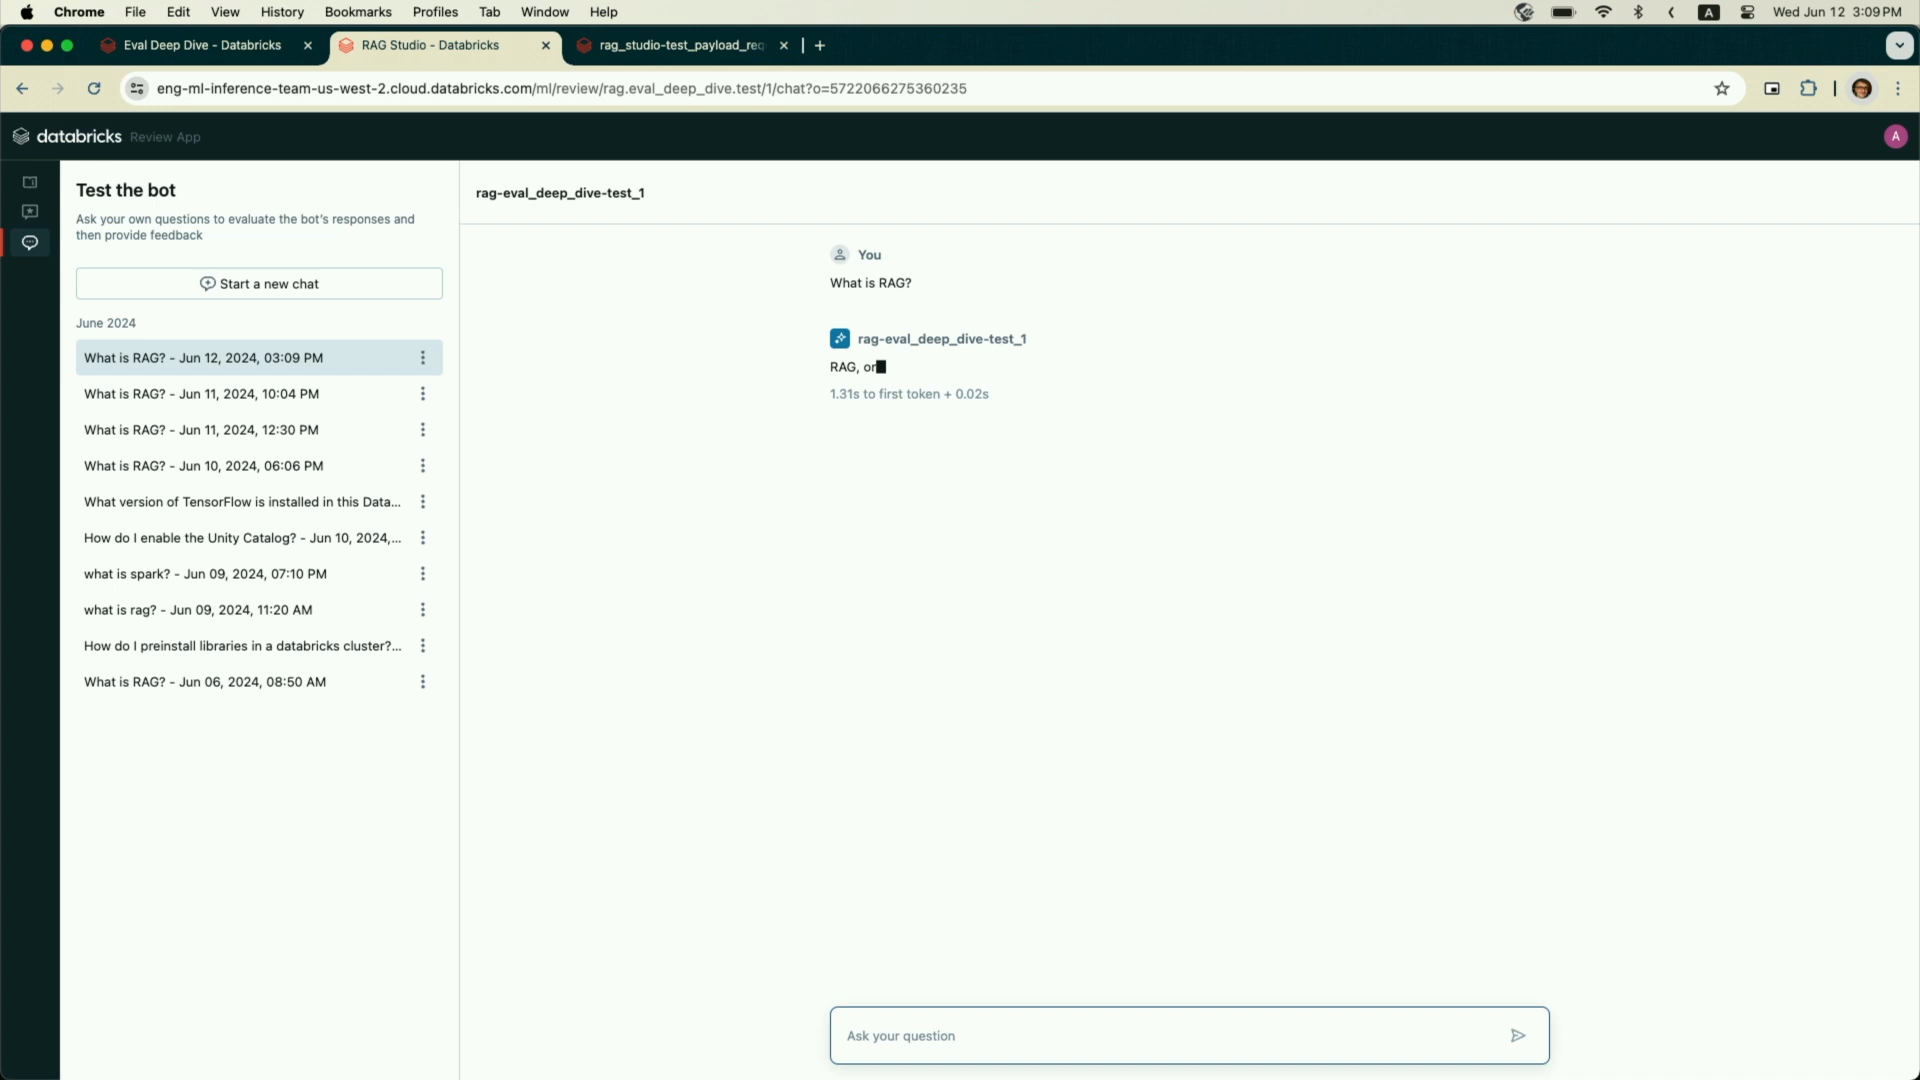 Chrome File Edit View History Bookmarks Profiles Tab Window Help A Wed Jun 12 3:09 PM
Eval Deep Dive - Databricks RAG Studio - Databricks rag_studio-test_payload_req
eng-ml-inference-team-us-west-2.cloud.databricks.com/ml/review/rag.eval_deep_dive.test/1/chat?o=5722066275360235
databricks Review App A
Test the bot
Ask your own questions to evaluate the bot's responses and
then provide feedback
Start a new chat
June 2024
What is RAG? - Jun 12, 2024, 03:09 PM
What is RAG? - Jun 11, 2024, 10:04 PM
What is RAG? - Jun 11, 2024, 12:30 PM
What is RAG? - Jun 10, 2024, 06:06 PM
What version of TensorFlow is installed in this Data...
How do I enable the Unity Catalog? - Jun 10, 2024,...
what is spark? - Jun 09, 2024, 07:10 PM
what is rag? - Jun 09, 2024, 11:20 AM
How do I preinstall libraries in a databricks cluster?...
What is RAG? - Jun 06, 2024, 08:50 AM
rag-eval_deep_dive-test_1
You
What is RAG?
rag-eval_deep_dive-test_1
RAG, or
1.31s to first token + 0.02s
Ask your question